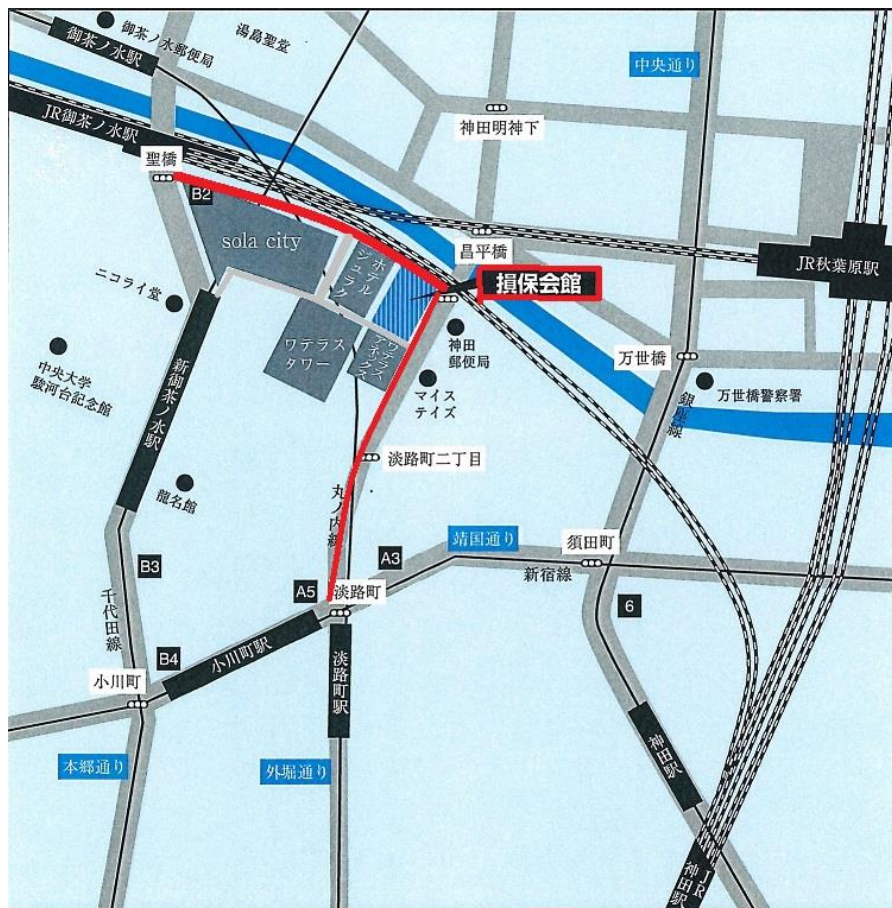 御茶ノ水郵便局
湯島聖堂
御茶ノ水駅
中央通り
JR御茶ノ水駅
神田明神下
聖橋
B2
sola city
昌平橋
JR秋葉原駅
ホテル
ジュラク
損保会館
ニコライ堂
ワテラス
タワー
ワテラス
アネックス
神田
郵便局
万世橋
中央大学
駿河台記念館
新御茶ノ水駅
マイス
テイズ
万世橋警察署
銀座線
淡路町二丁目
龍名館
丸ノ内線
靖国通り
須田町
A3
新宿線
B3
A5
淡路町
千代田線
6
B4
小川町駅
小川町
淡路町駅
神田駅
本郷通り
外堀通り
JR
神田駅